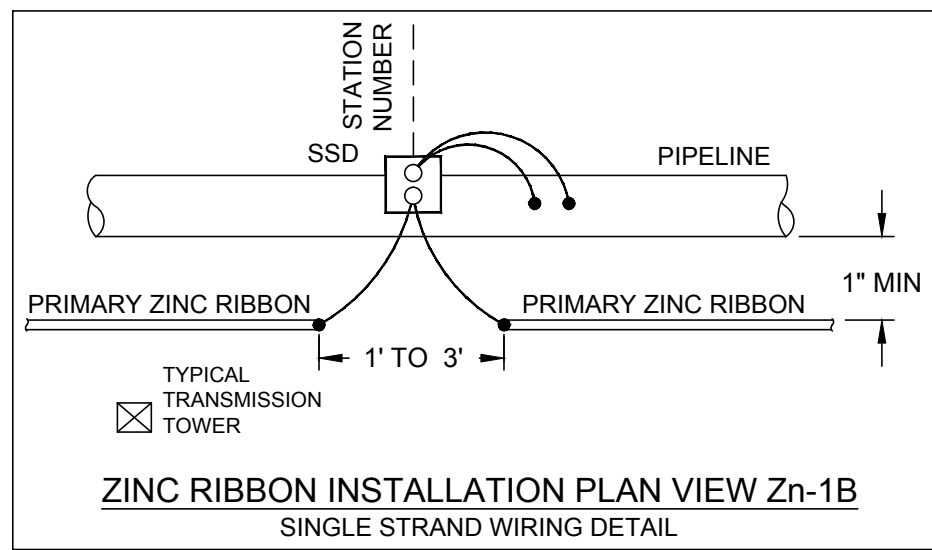 STATION
NUMBER
SSD
PIPELINE
1" MIN
PRIMARY ZINC RIBBON
PRIMARY ZINC RIBBON
1' TO 3'
TYPICAL
TRANSMISSION
TOWER
ZINC RIBBON INSTALLATION PLAN VIEW Zn-1B
SINGLE STRAND WIRING DETAIL